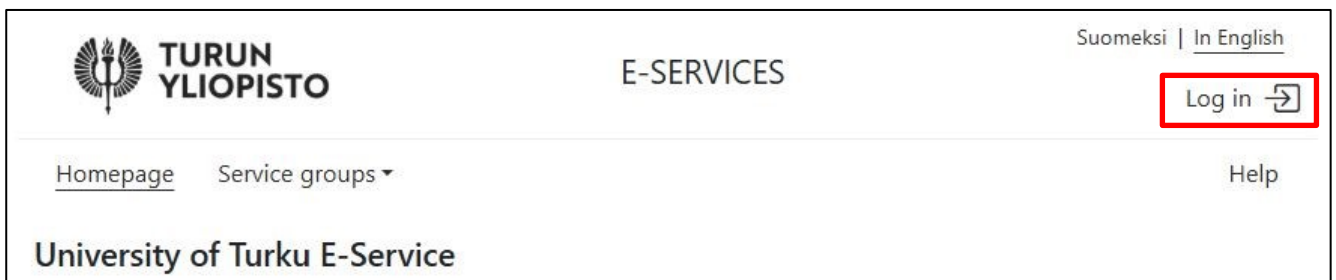 TURUN
YLIOPISTO
E-SERVICES
Suomeksi | In English
Log in
Homepage Service groups Help
University of Turku E-Service